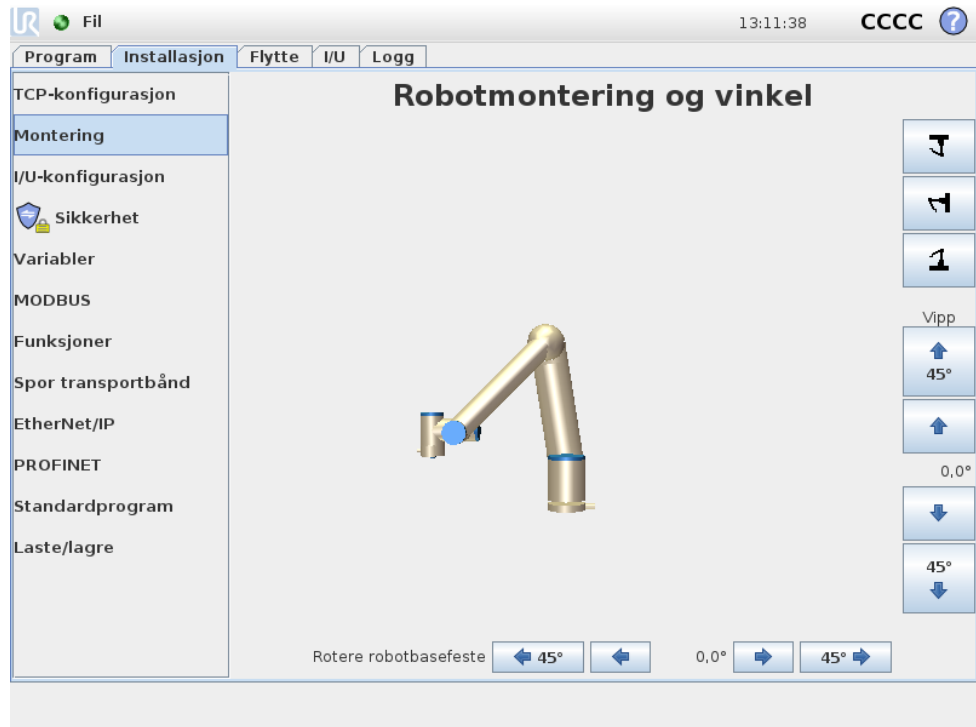 UR Fil 13:11:38 CCCC ?
Program Installasjon Flytte I/U Logg
TCP-konfigurasjon
Montering
I/U-konfigurasjon
Sikkerhet
Variabler
MODBUS
Funksjoner
Spor transportbånd
EtherNet/IP
PROFINET
Standardprogram
Laste/lagre
Robotmontering og vinkel
Vipp
45°
0,0°
45°
Rotere robotbasefeste 45° 0,0° 45°